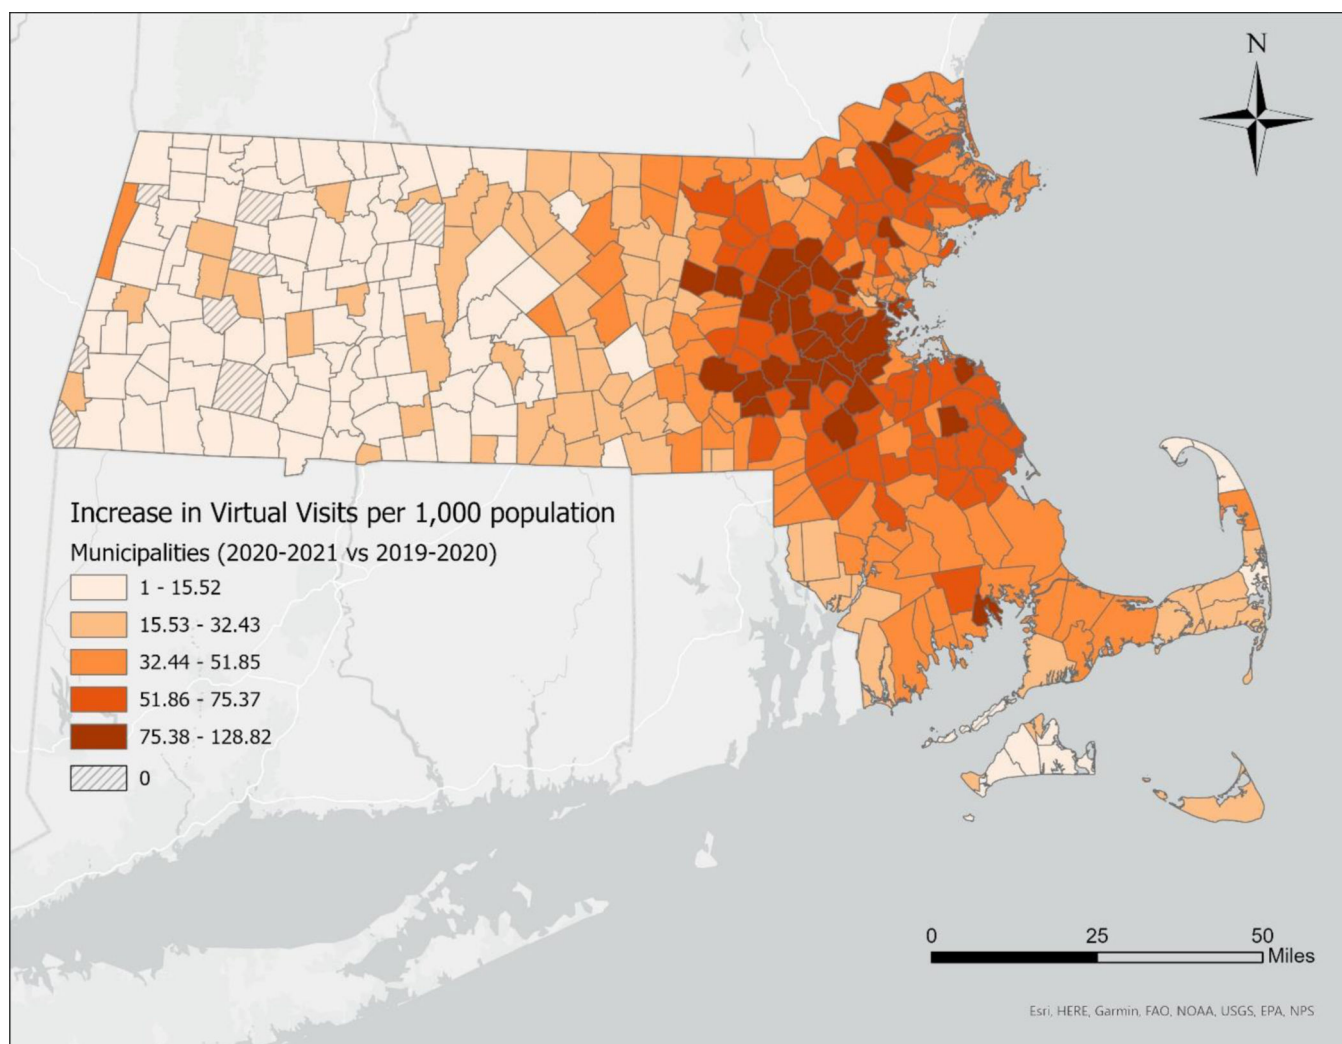 N
Increase in Virtual Visits per 1,000 population
Municipalities (2020-2021 vs 2019-2020)
1 - 15.52
15.53 - 32.43
32.44 - 51.85
51.86 - 75.37
75.38 - 128.82
0
0 25 50
Miles
Esri, HERE, Garmin, FAO, NOAA, USGS, EPA, NPS